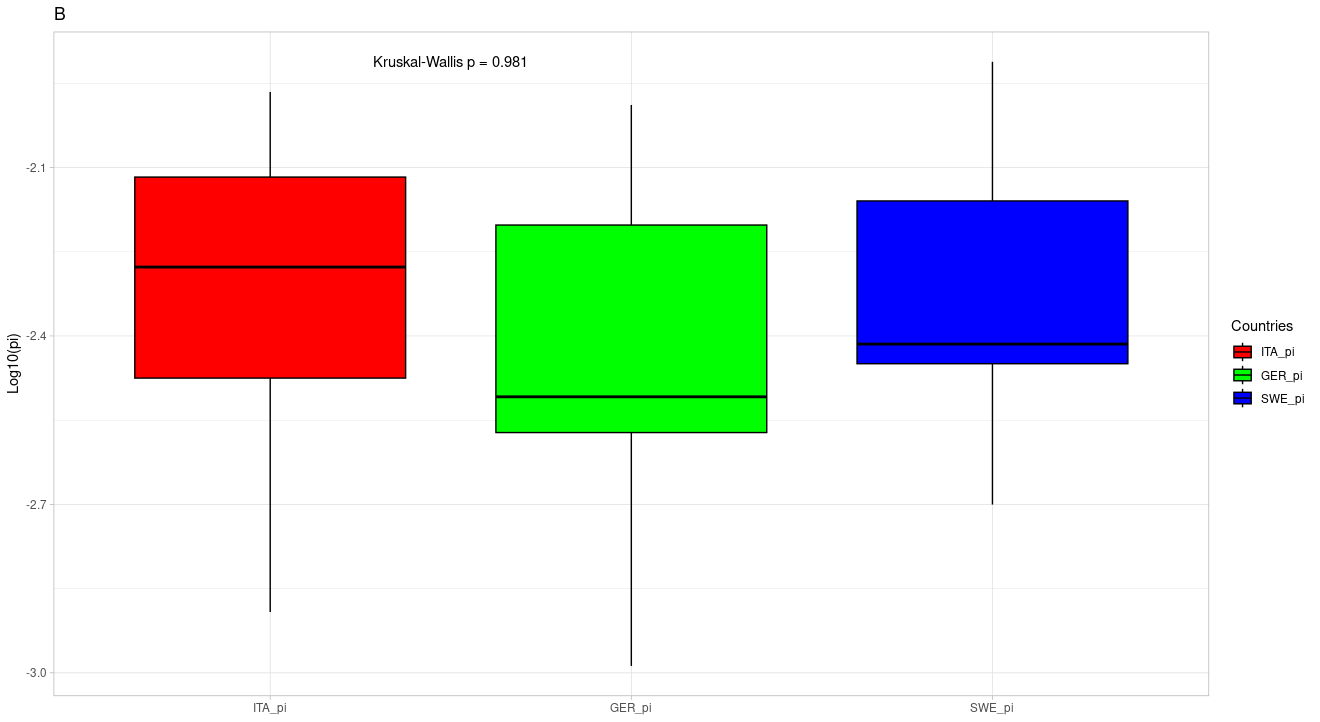 B
Kruskal-Wallis p = 0.981
-2.1
-2.4
-2.7
-3.0
Log10(pi)
ITA_pi
GER_pi
SWE_pi
Countries
ITA_pi
GER_pi
SWE_pi